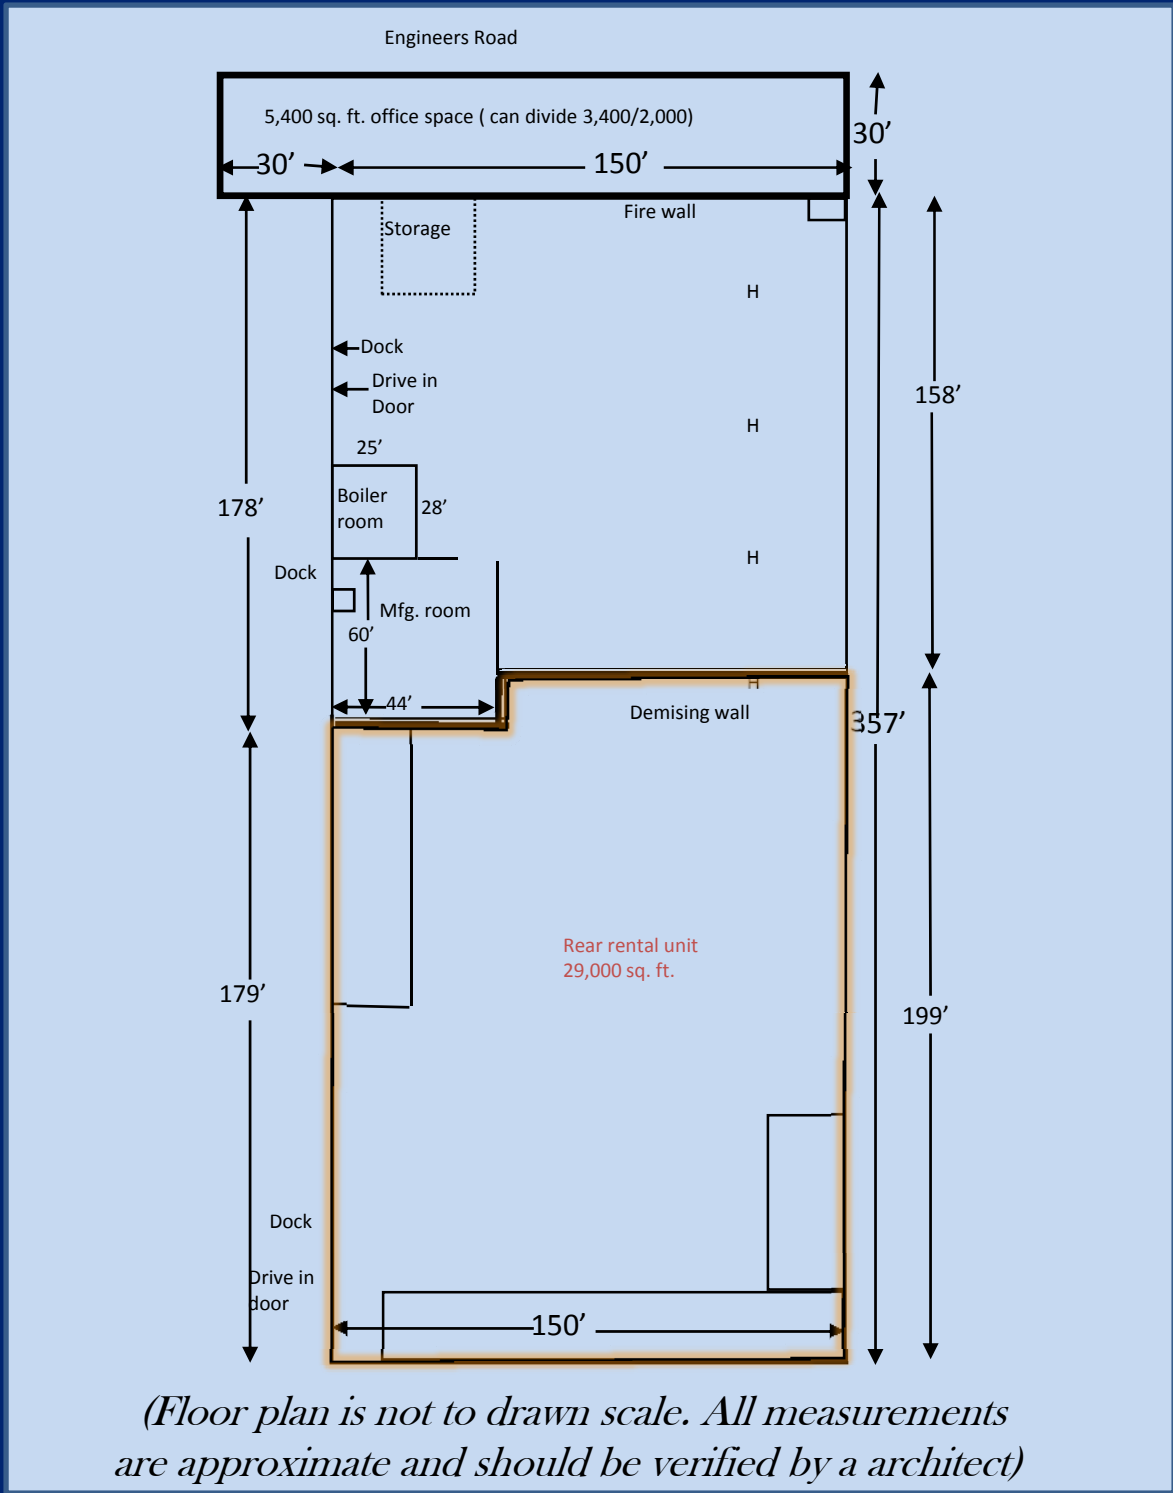 Engineers Road
5,400 sq. ft. office space ( can divide 3,400/2,000)
30’
30’
150’
Fire wall
Storage
H
Dock
Drive in
Door
158’
H
25’
Boiler
room
28’
178’
H
Dock
Mfg. room
60’
H
44’
Demising wall
357’
Rear rental unit
29,000 sq. ft.
179’
199’
Dock
Drive in
door
150’
(Floor plan is not to drawn scale. All measurements
are approximate and should be verified by a architect)